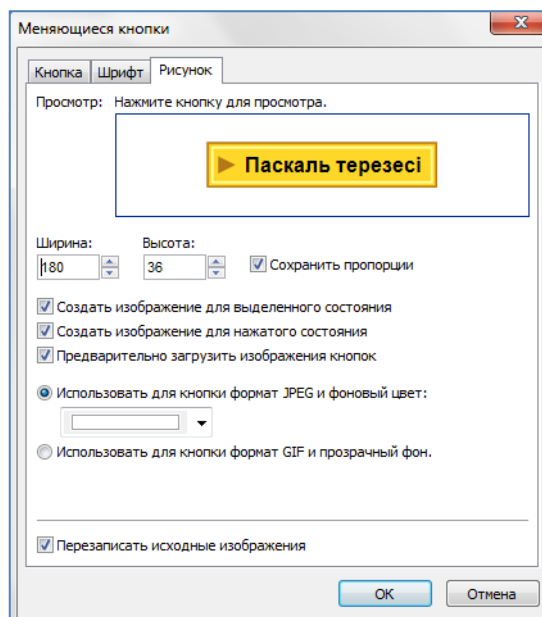 Меняющиеся кнопки
Кнопка Шрифт Рисунок
Просмотр: Нажмите кнопку для просмотра.
Паскаль терезесі
Ширина: Высота:
180 36 Сохранить пропорции
Создать изображение для выделенного состояния
Создать изображение для нажатого состояния
Предварительно загрузить изображения кнопок
Использовать для кнопки формат JPEG и фоновый цвет:
Использовать для кнопки формат GIF и прозрачный фон.
Перезаписать исходные изображения
ОК Отмена